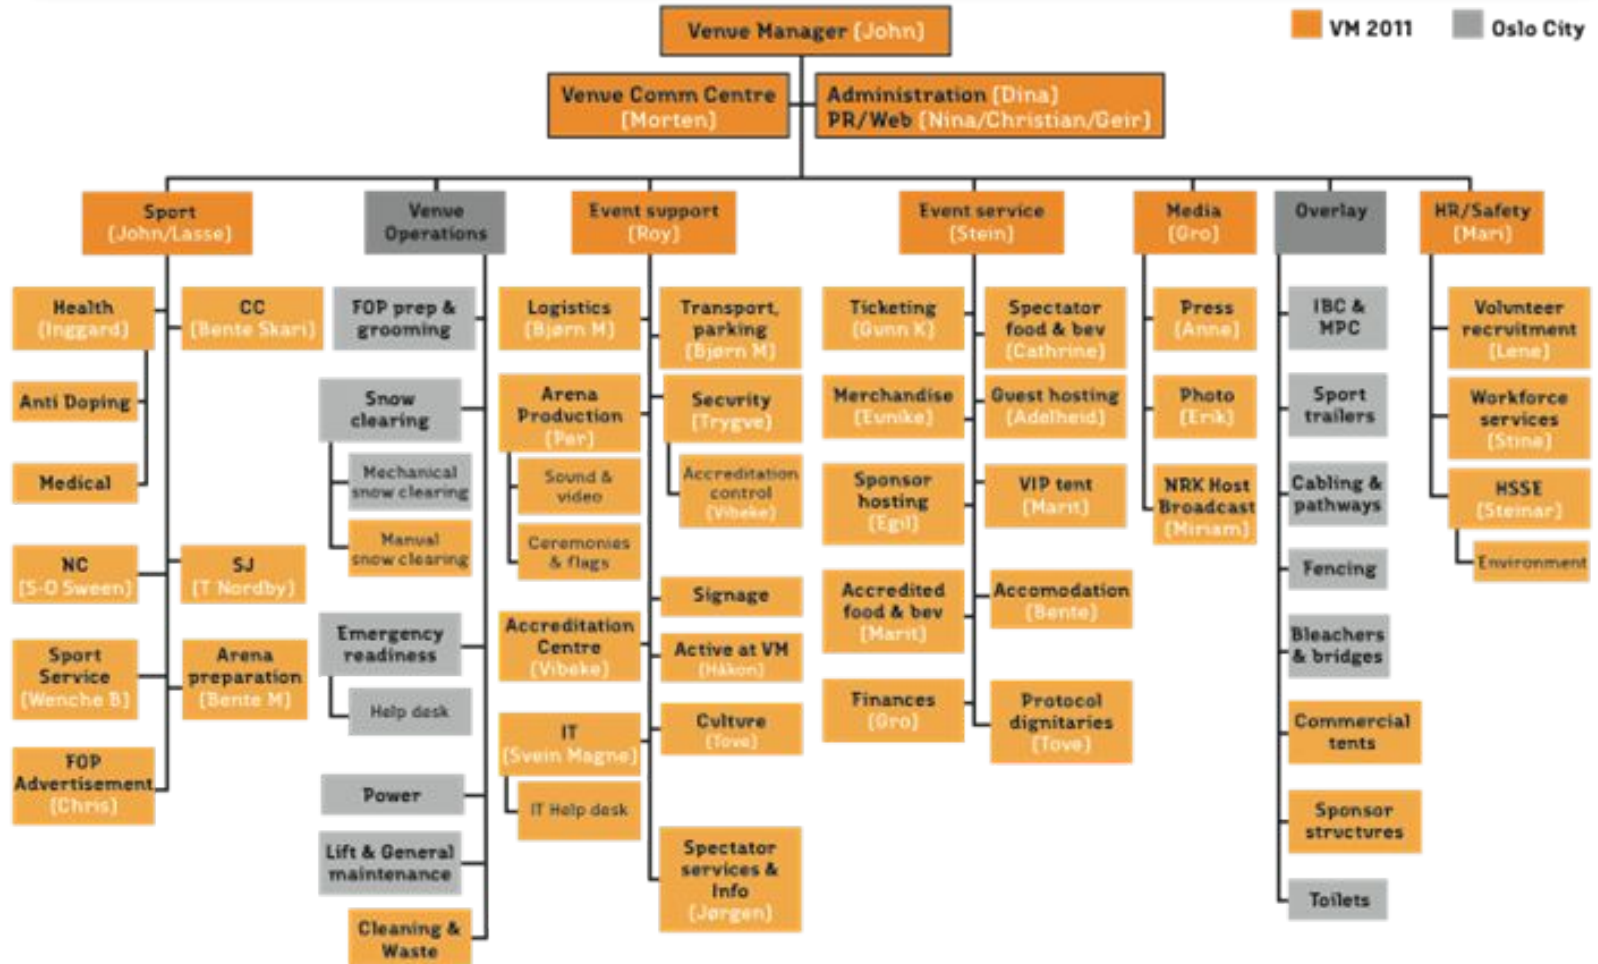 Venue Manager (John)
VM 2011
Oslo City
Venue Comm Centre
(Morten)
Administration (Dina)
PR/Web (Nina/Christian/Geir)
Sport
(John/Lasse)
Venue
Operations
Event support
(Roy)
Event service
(Stein)
Media
(Gro)
Overlay
HR/Safety
(Mari)
Health
(Inggard)
CC
(Bente Skari)
Anti Doping
Medical
NC
(S-O Sween)
SJ
(T Nordby)
Sport
Service
(Wenche B)
Arena
preparation
(Bente M)
FOP
Advertisement
(Chris)
FOP prep &
grooming
Snow
clearing
Mechanical
snow clearing
Manual
snow clearing
Emergency
readiness
Help desk
Power
Lift & General
maintenance
Cleaning &
Waste
Logistics
(Bjørn M)
Transport,
parking
(Bjørn M)
Arena
Production
(Per)
Security
(Trygve)
Sound &
video
Accreditation
control
(Vibeke)
Ceremonies
& flags
Signage
Accreditation
Centre
(Vibeke)
Active at VM
(Håkon)
IT
(Svein Magne)
Culture
(Tove)
IT Help desk
Spectator
services &
Info
(Jørgen)
Ticketing
(Gunn K)
Spectator
food & bev
(Cathrine)
Merchandise
(Eunike)
Guest hosting
(Adelheid)
Sponsor
hosting
(Egil)
VIP tent
(Marit)
Accredited
food & bev
(Marit)
Accomodation
(Bente)
Finances
(Gro)
Protocol
dignitaries
(Tove)
Press
(Anne)
Photo
(Erik)
NRK Host
Broadcast
(Miriam)
IBC &
MPC
Sport
trailers
Cabling &
pathways
Fencing
Bleachers
& bridges
Commercial
tents
Sponsor
structures
Toilets
Volunteer
recruitment
(Lene)
Workforce
services
(Stina)
HSSE
(Steinar)
Environment